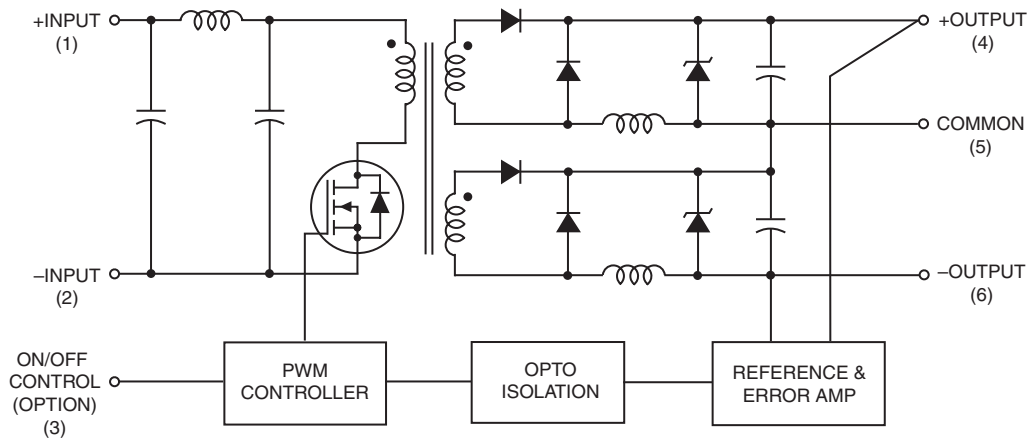 +INPUT
(1)
–INPUT
(2)
ON/OFF
CONTROL
(OPTION)
(3)
PWM
CONTROLLER
OPTO
ISOLATION
REFERENCE &
ERROR AMP
+OUTPUT
(4)
COMMON
(5)
–OUTPUT
(6)